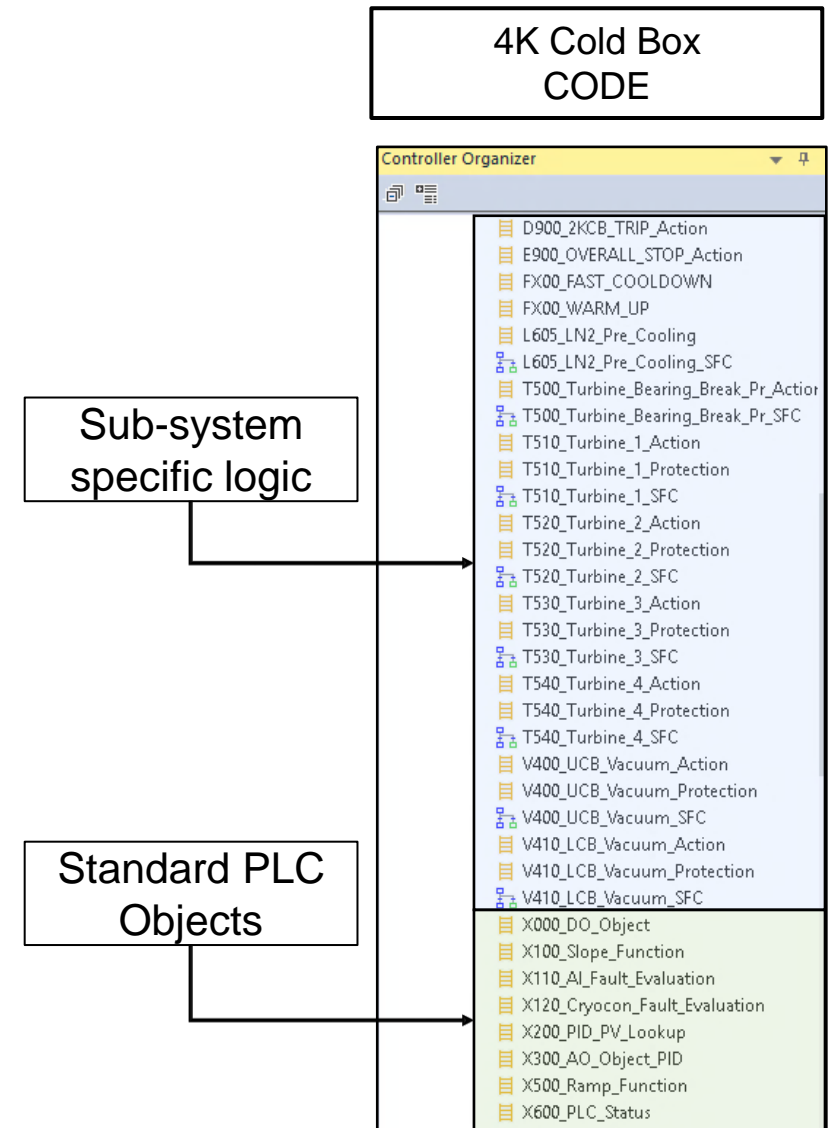 4K Cold Box
CODE
Controller Organizer
D900_2KCB_TRIP_Action
E900_OVERALL_STOP_Action
FX00_FAST_COOLDOWN
FX00_WARM_UP
L605_LN2_Pre_Cooling
L605_LN2_Pre_Cooling_SFC
T500_Turbine_Bearing_Break_Pr_Action
T500_Turbine_Bearing_Break_Pr_SFC
T510_Turbine_1_Action
T510_Turbine_1_Protection
T510_Turbine_1_SFC
T520_Turbine_2_Action
T520_Turbine_2_Protection
T520_Turbine_2_SFC
T530_Turbine_3_Action
T530_Turbine_3_Protection
T530_Turbine_3_SFC
T540_Turbine_4_Action
T540_Turbine_4_Protection
T540_Turbine_4_SFC
V400_UCB_Vacuum_Action
V400_UCB_Vacuum_Protection
V400_UCB_Vacuum_SFC
V410_LCB_Vacuum_Action
V410_LCB_Vacuum_Protection
V410_LCB_Vacuum_SFC
X000_DO_Object
X100_Slope_Function
X110_AI_Fault_Evaluation
X120_Cryocon_Fault_Evaluation
X200_PID_PV_Lookup
X300_AO_Object_PID
X500_Ramp_Function
X600_PLC_Status
Sub-system
specific logic
Standard PLC
Objects